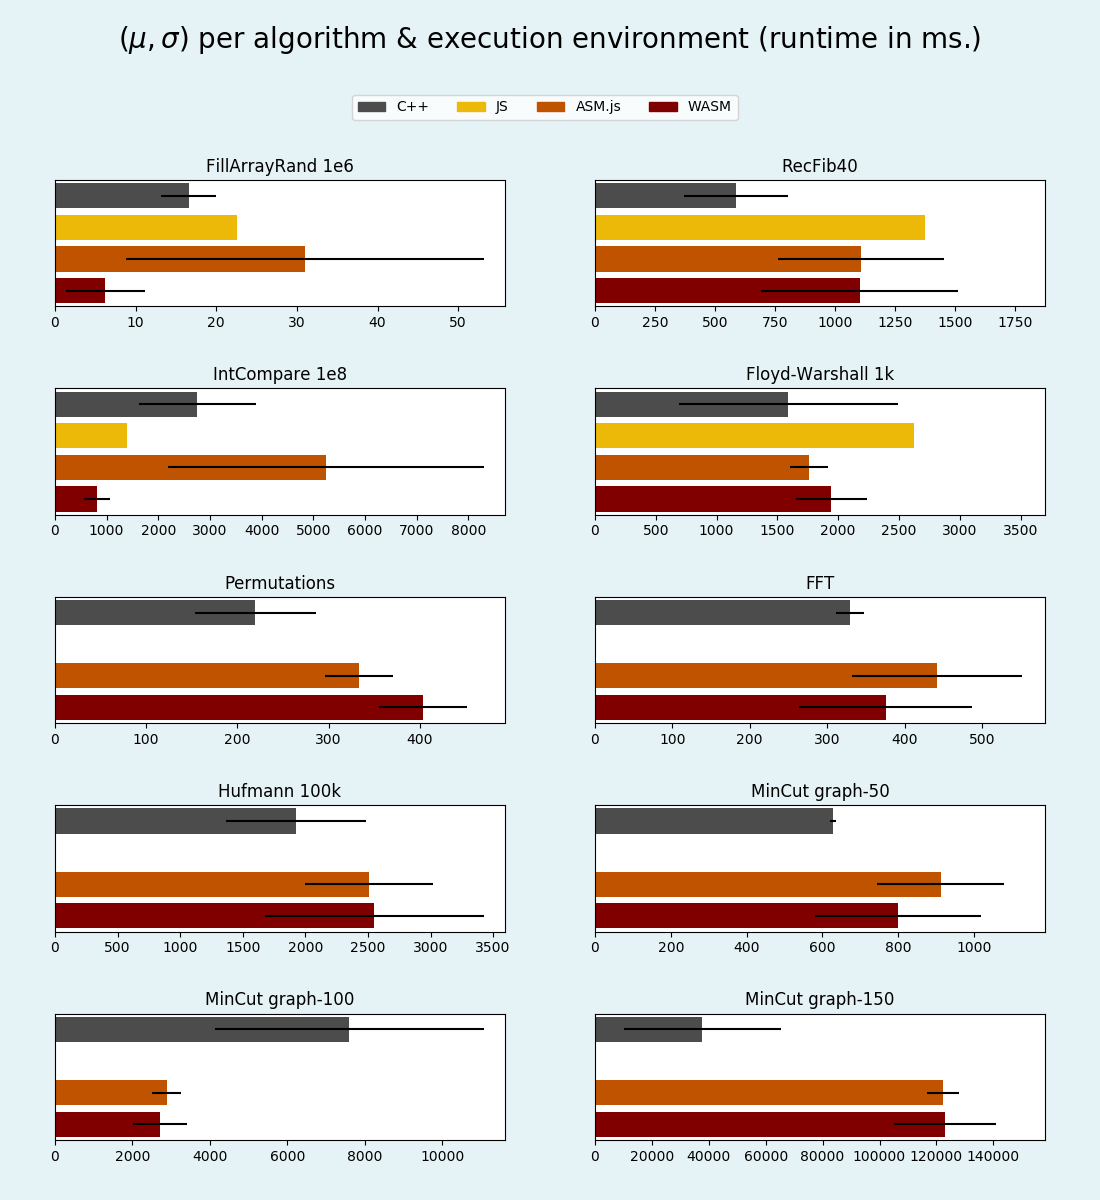 (μ, σ) per algorithm & execution environment (runtime in ms.)
C++ JS ASM.js WASM
FillArrayRand 1e6
0 10 20 30 40 50
RecFib40
0 250 500 750 1000 1250 1500 1750
IntCompare 1e8
0 1000 2000 3000 4000 5000 6000 7000 8000
Floyd-Warshall 1k
0 500 1000 1500 2000 2500 3000 3500
Permutations
0 100 200 300 400
FFT
0 100 200 300 400 500
Hufmann 100k
0 500 1000 1500 2000 2500 3000 3500
MinCut graph-50
0 200 400 600 800 1000
MinCut graph-100
0 2000 4000 6000 8000 10000
MinCut graph-150
0 20000 40000 60000 80000 100000 120000 140000